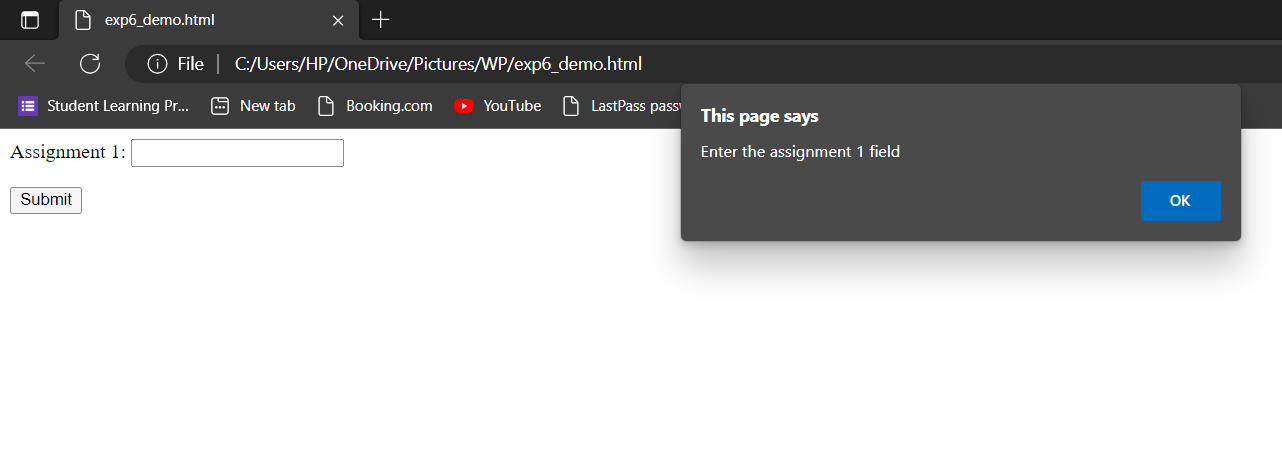 exp6_demo.html
File
C:/Users/HP/OneDrive/Pictures/WP/exp6_demo.html
Student Learning Pr...
New tab
Booking.com
YouTube
LastPass
This page says
Enter the assignment 1 field
OK
Assignment 1:
Submit